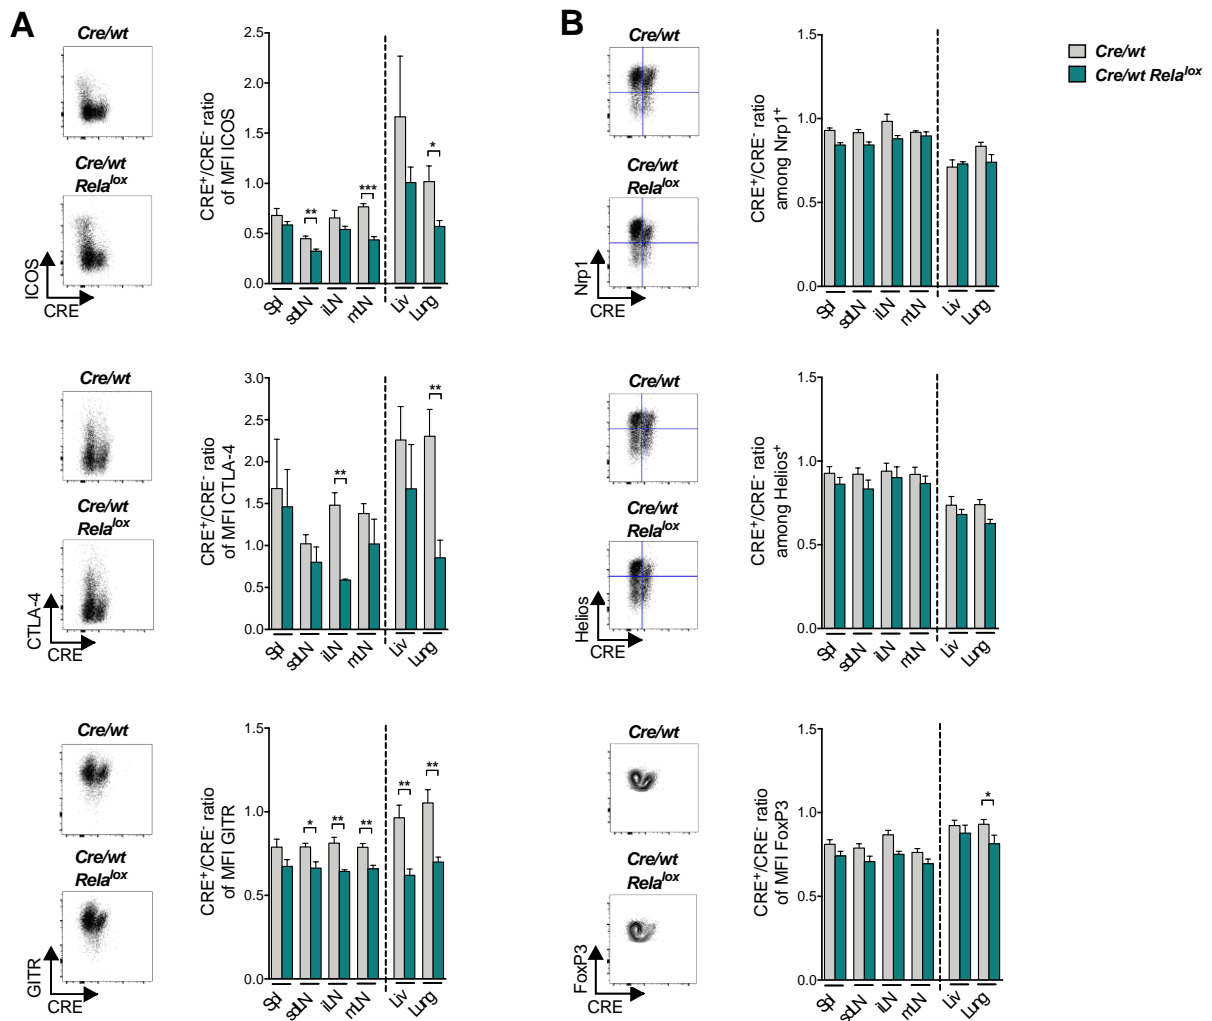 A
Cre/wt
Cre/wt
Rela^lox
ICOS
CRE
CRE⁺/CRE⁻ ratio
of MFI ICOS
2.5
2.0
1.5
1.0
0.5
0.0
**
***
*
Spl
sdLN
iLN
mLN
Liv
Lung
B
Cre/wt
Cre/wt
Rela^lox
Nrp1
CRE
CRE⁺/CRE⁻ ratio
among Nrp1⁺
1.5
1.0
0.5
0.0
Spl
sdLN
iLN
mLN
Liv
Lung
Cre/wt
Cre/wt Rela^lox
Cre/wt
Cre/wt
Rela^lox
CTLA-4
CRE
CRE⁺/CRE⁻ ratio
of MFI CTLA-4
3.0
2.5
2.0
1.5
1.0
0.5
0.0
**
**
Spl
sdLN
iLN
mLN
Liv
Lung
Cre/wt
Cre/wt
Rela^lox
Helios
CRE
CRE⁺/CRE⁻ ratio
among Helios⁺
1.5
1.0
0.5
0.0
Spl
sdLN
iLN
mLN
Liv
Lung
Cre/wt
Cre/wt
Rela^lox
GITR
CRE
CRE⁺/CRE⁻ ratio
of MFI GITR
1.5
1.0
0.5
0.0
*
**
**
**
**
Spl
sdLN
iLN
mLN
Liv
Lung
Cre/wt
Cre/wt
Rela^lox
FoxP3
CRE
CRE⁺/CRE⁻ ratio
of MFI FoxP3
1.5
1.0
0.5
0.0
*
Spl
sdLN
iLN
mLN
Liv
Lung